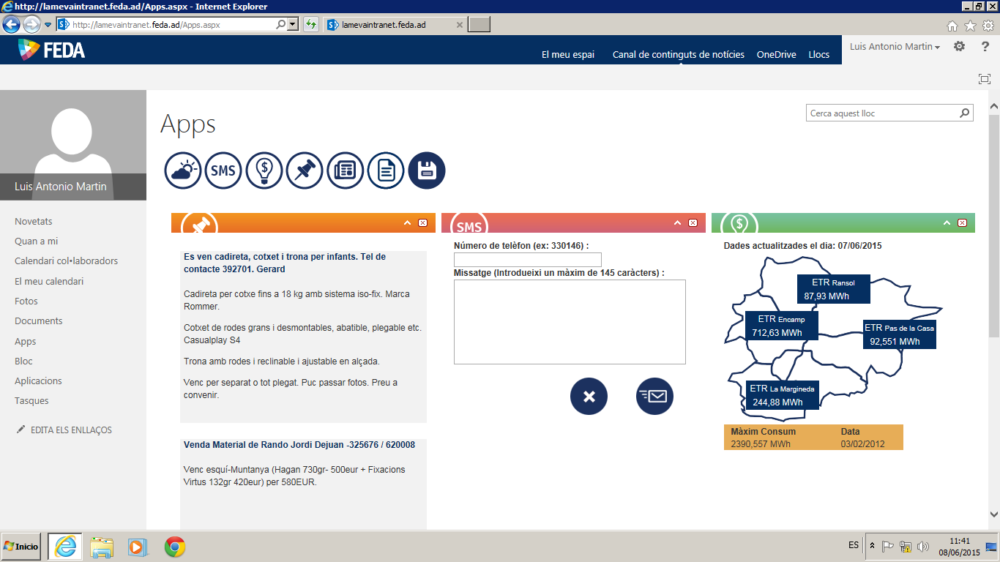 http://lamevaintranet.feda.ad/Apps.aspx - Internet Explorer
http://lamevaintranet.feda.ad/Apps.aspx
lamevaintranet.feda.ad
FEDA
El meu espai
Canal de continguts de notícies
OneDrive
Llocs
Luis Antonio Martin
?
Apps
Cerca aquest lloc
SMS
Luis Antonio Martin
Novetats
Quan a mi
Calendari col•laboradors
El meu calendari
Fotos
Documents
Apps
Bloc
Aplicacions
Tasques
EDITA ELS ENLLAÇOS
Es ven cadireta, cotxet i trona per infants. Tel de
contacte 392701. Gerard
Cadireta per cotxe fins a 18 kg amb sistema iso-fix. Marca
Rommer.
Cotxet de rodes grans i desmontables, abatible, plegable etc.
Casualplay S4
Trona amb rodes i reclinable i ajustable en alçada.
Venc per separat o tot plegat. Puc passar fotos. Preu a
convenir.
Venda Material de Rando Jordi Dejuan -325676 / 620008
Venc esquí-Muntanya (Hagan 730gr- 500eur + Fixacions
Virtus 132gr 420eur) per 580EUR.
SMS
Número de telèfon (ex: 330146) :
Missatge (Introdueixi un màxim de 145 caràcters) :
Dades actualitzades el dia: 07/06/2015
ETR Ransol
87,93 MWh
ETR Encamp
712,63 MWh
ETR Pas de la Casa
92,551 MWh
ETR La Margineda
244,88 MWh
Màxim Consum Data
2390,557 MWh 03/02/2012
Inicio
ES
11:41
08/06/2015